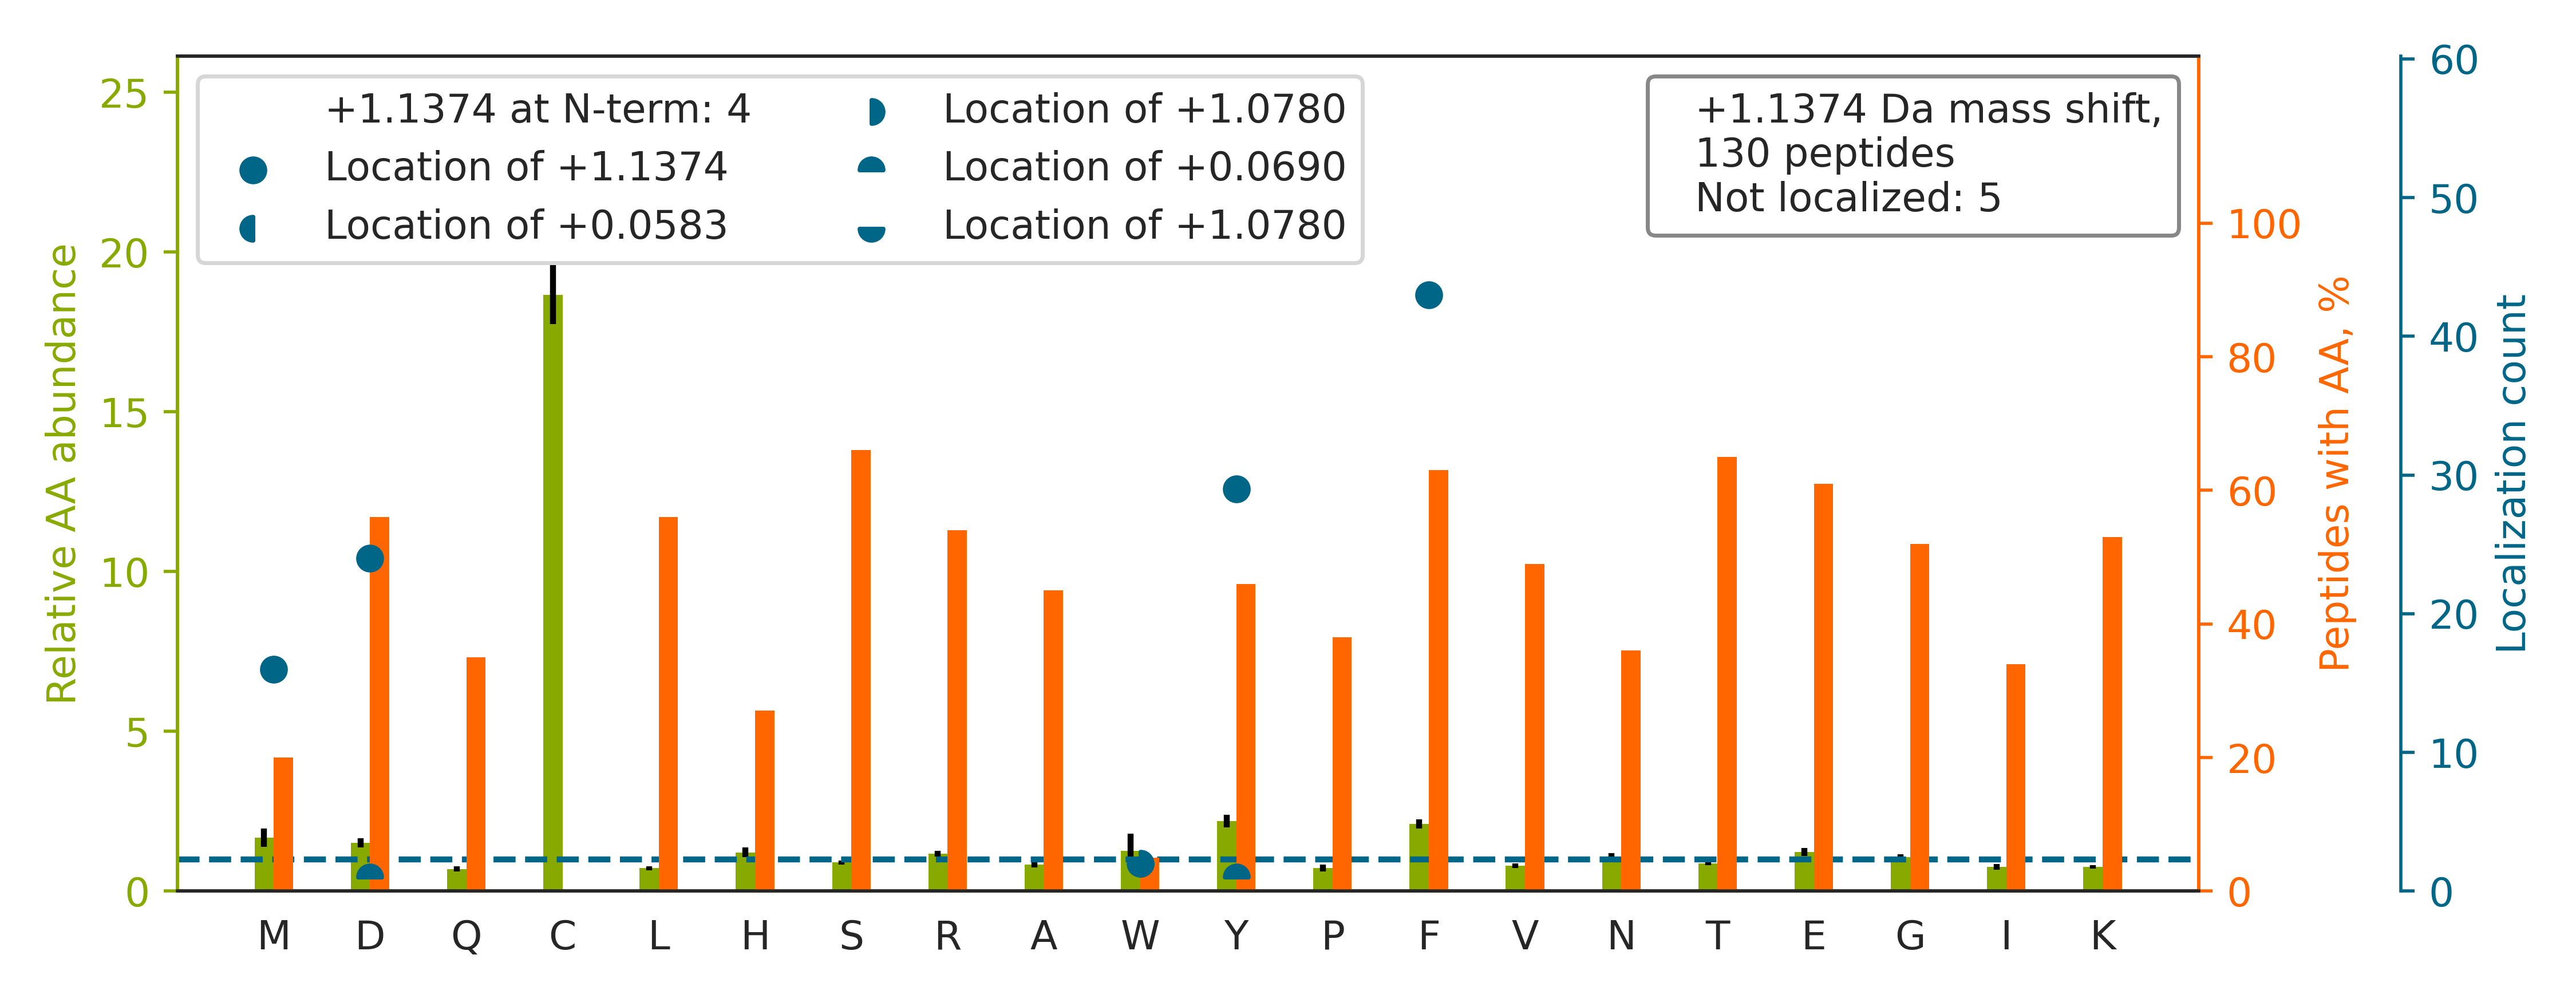 +1.1374 at N-term: 4
Location of +1.1374
Location of +0.0583
Location of +1.0780
Location of +0.0690
Location of +1.0780
+1.1374 Da mass shift,
130 peptides
Not localized: 5
Relative AA abundance
25
20
15
10
5
0
Peptides with AA, %
100
80
60
40
20
0
Localization count
60
50
40
30
20
10
0
M D Q C L H S R A W Y P F V N T E G I K